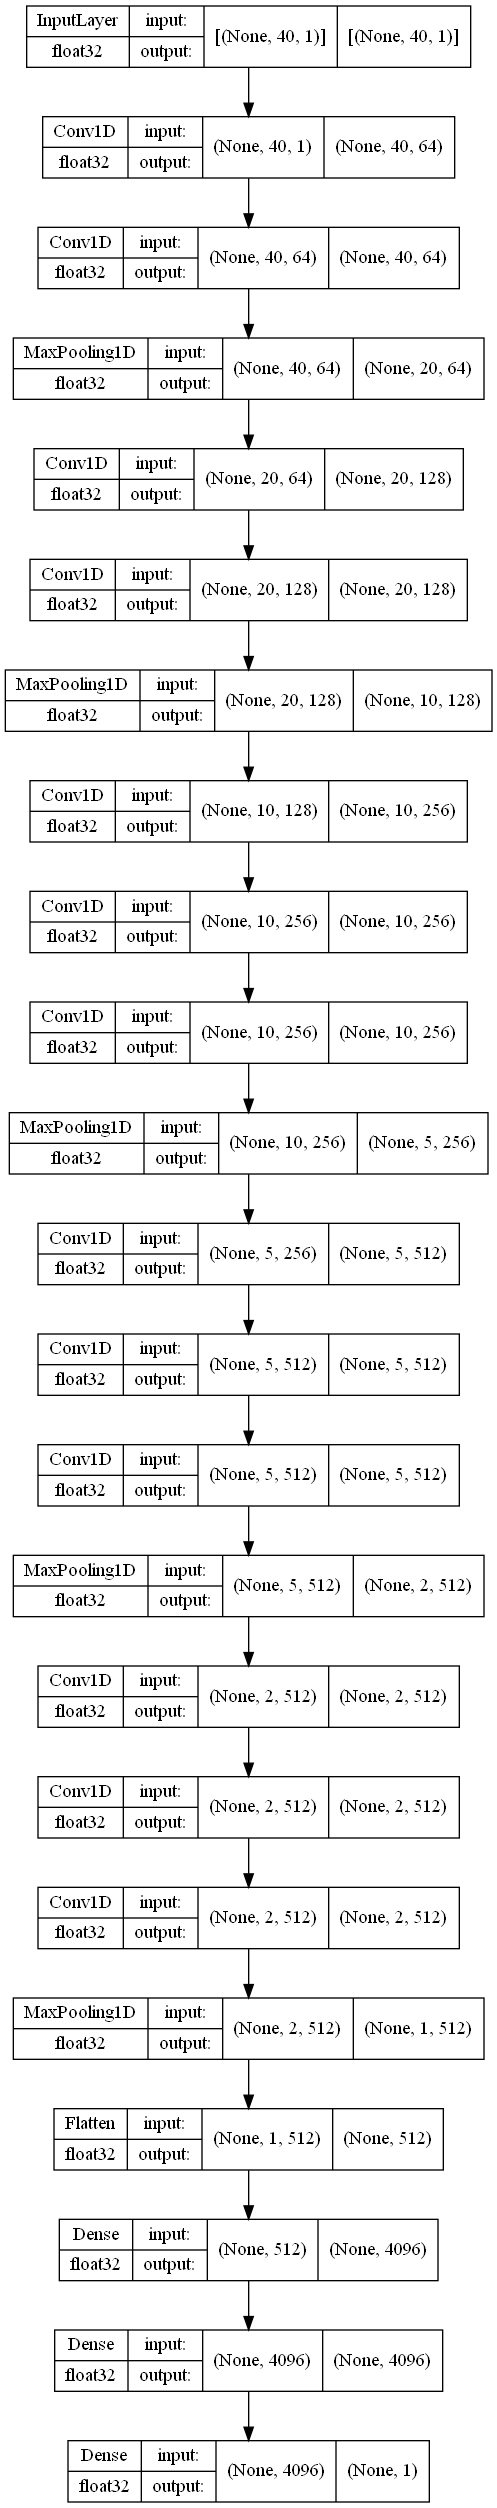 InputLayer input: [(None, 40, 1)] [(None, 40, 1)]
float32 output:
Conv1D input: (None, 40, 1) (None, 40, 64)
float32 output:
Conv1D input: (None, 40, 64) (None, 40, 64)
float32 output:
MaxPooling1D input: (None, 40, 64) (None, 20, 64)
float32 output:
Conv1D input: (None, 20, 64) (None, 20, 128)
float32 output:
Conv1D input: (None, 20, 128) (None, 20, 128)
float32 output:
MaxPooling1D input: (None, 20, 128) (None, 10, 128)
float32 output:
Conv1D input: (None, 10, 128) (None, 10, 256)
float32 output:
Conv1D input: (None, 10, 256) (None, 10, 256)
float32 output:
Conv1D input: (None, 10, 256) (None, 10, 256)
float32 output:
MaxPooling1D input: (None, 10, 256) (None, 5, 256)
float32 output:
Conv1D input: (None, 5, 256) (None, 5, 512)
float32 output:
Conv1D input: (None, 5, 512) (None, 5, 512)
float32 output:
Conv1D input: (None, 5, 512) (None, 5, 512)
float32 output:
MaxPooling1D input: (None, 5, 512) (None, 2, 512)
float32 output:
Conv1D input: (None, 2, 512) (None, 2, 512)
float32 output:
Conv1D input: (None, 2, 512) (None, 2, 512)
float32 output:
Conv1D input: (None, 2, 512) (None, 2, 512)
float32 output:
MaxPooling1D input: (None, 2, 512) (None, 1, 512)
float32 output:
Flatten input: (None, 1, 512) (None, 512)
float32 output:
Dense input: (None, 512) (None, 4096)
float32 output:
Dense input: (None, 4096) (None, 4096)
float32 output:
Dense input: (None, 4096) (None, 1)
float32 output: